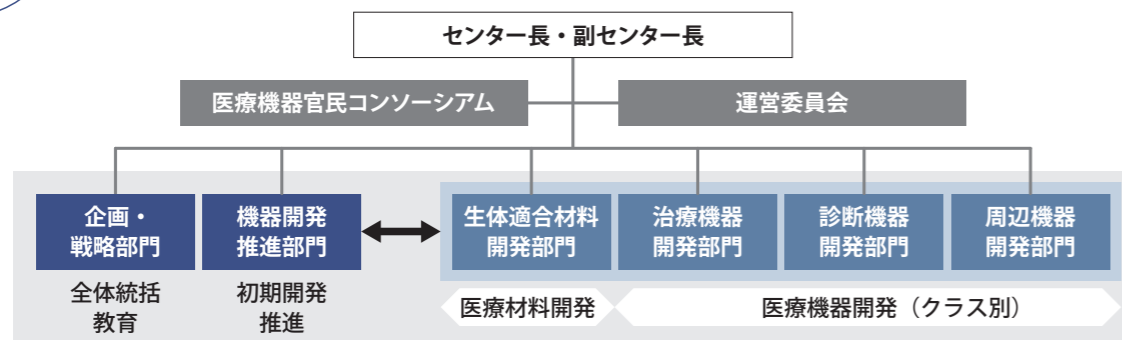 センター長・副センター長
医療機器官民コンソーシアム
運営委員会
企画・
戦略部門
機器開発
推進部門
生体適合材料
開発部門
治療機器
開発部門
診断機器
開発部門
周辺機器
開発部門
全体統括
教育
初期開発
推進
医療材料開発
医療機器開発（クラス別）